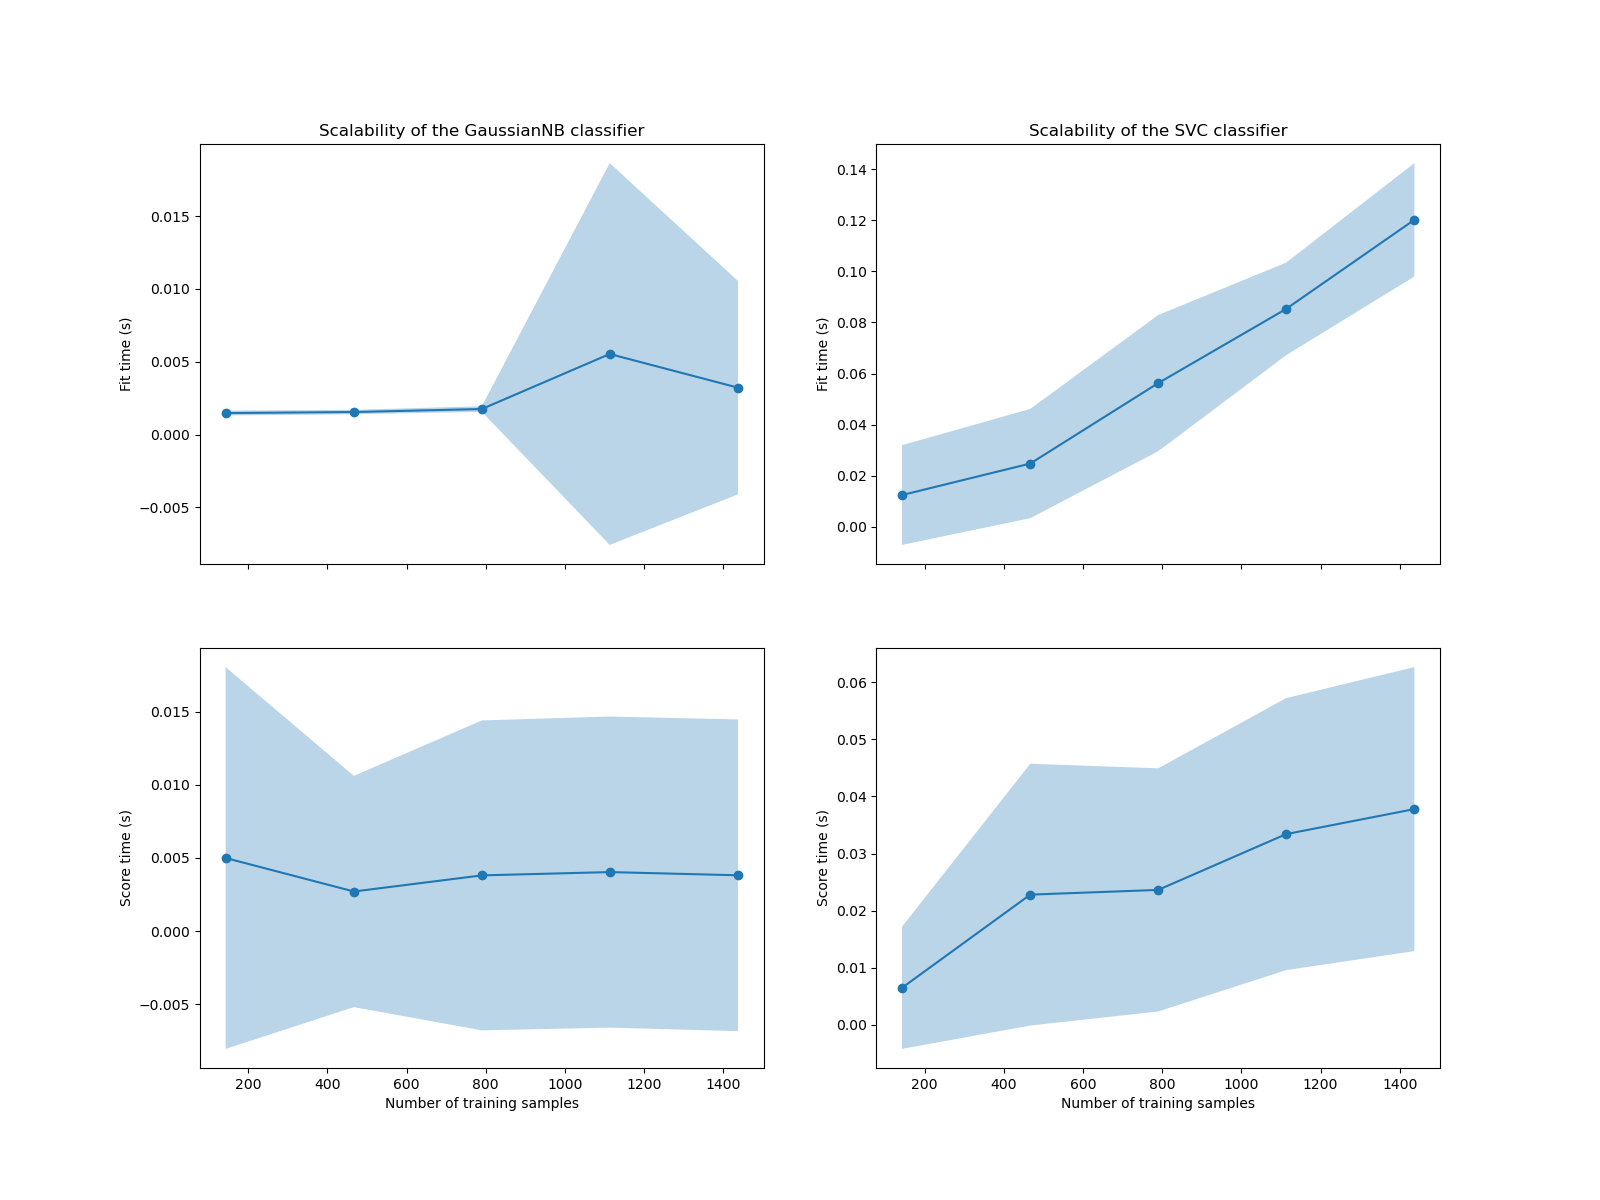 Scalability of the GaussianNB classifier
Fit time (s)
0.015
0.010
0.005
0.000
−0.005
Scalability of the SVC classifier
Fit time (s)
0.14
0.12
0.10
0.08
0.06
0.04
0.02
0.00
Score time (s)
0.015
0.010
0.005
0.000
−0.005
200 400 600 800 1000 1200 1400
Number of training samples
Score time (s)
0.06
0.05
0.04
0.03
0.02
0.01
0.00
200 400 600 800 1000 1200 1400
Number of training samples